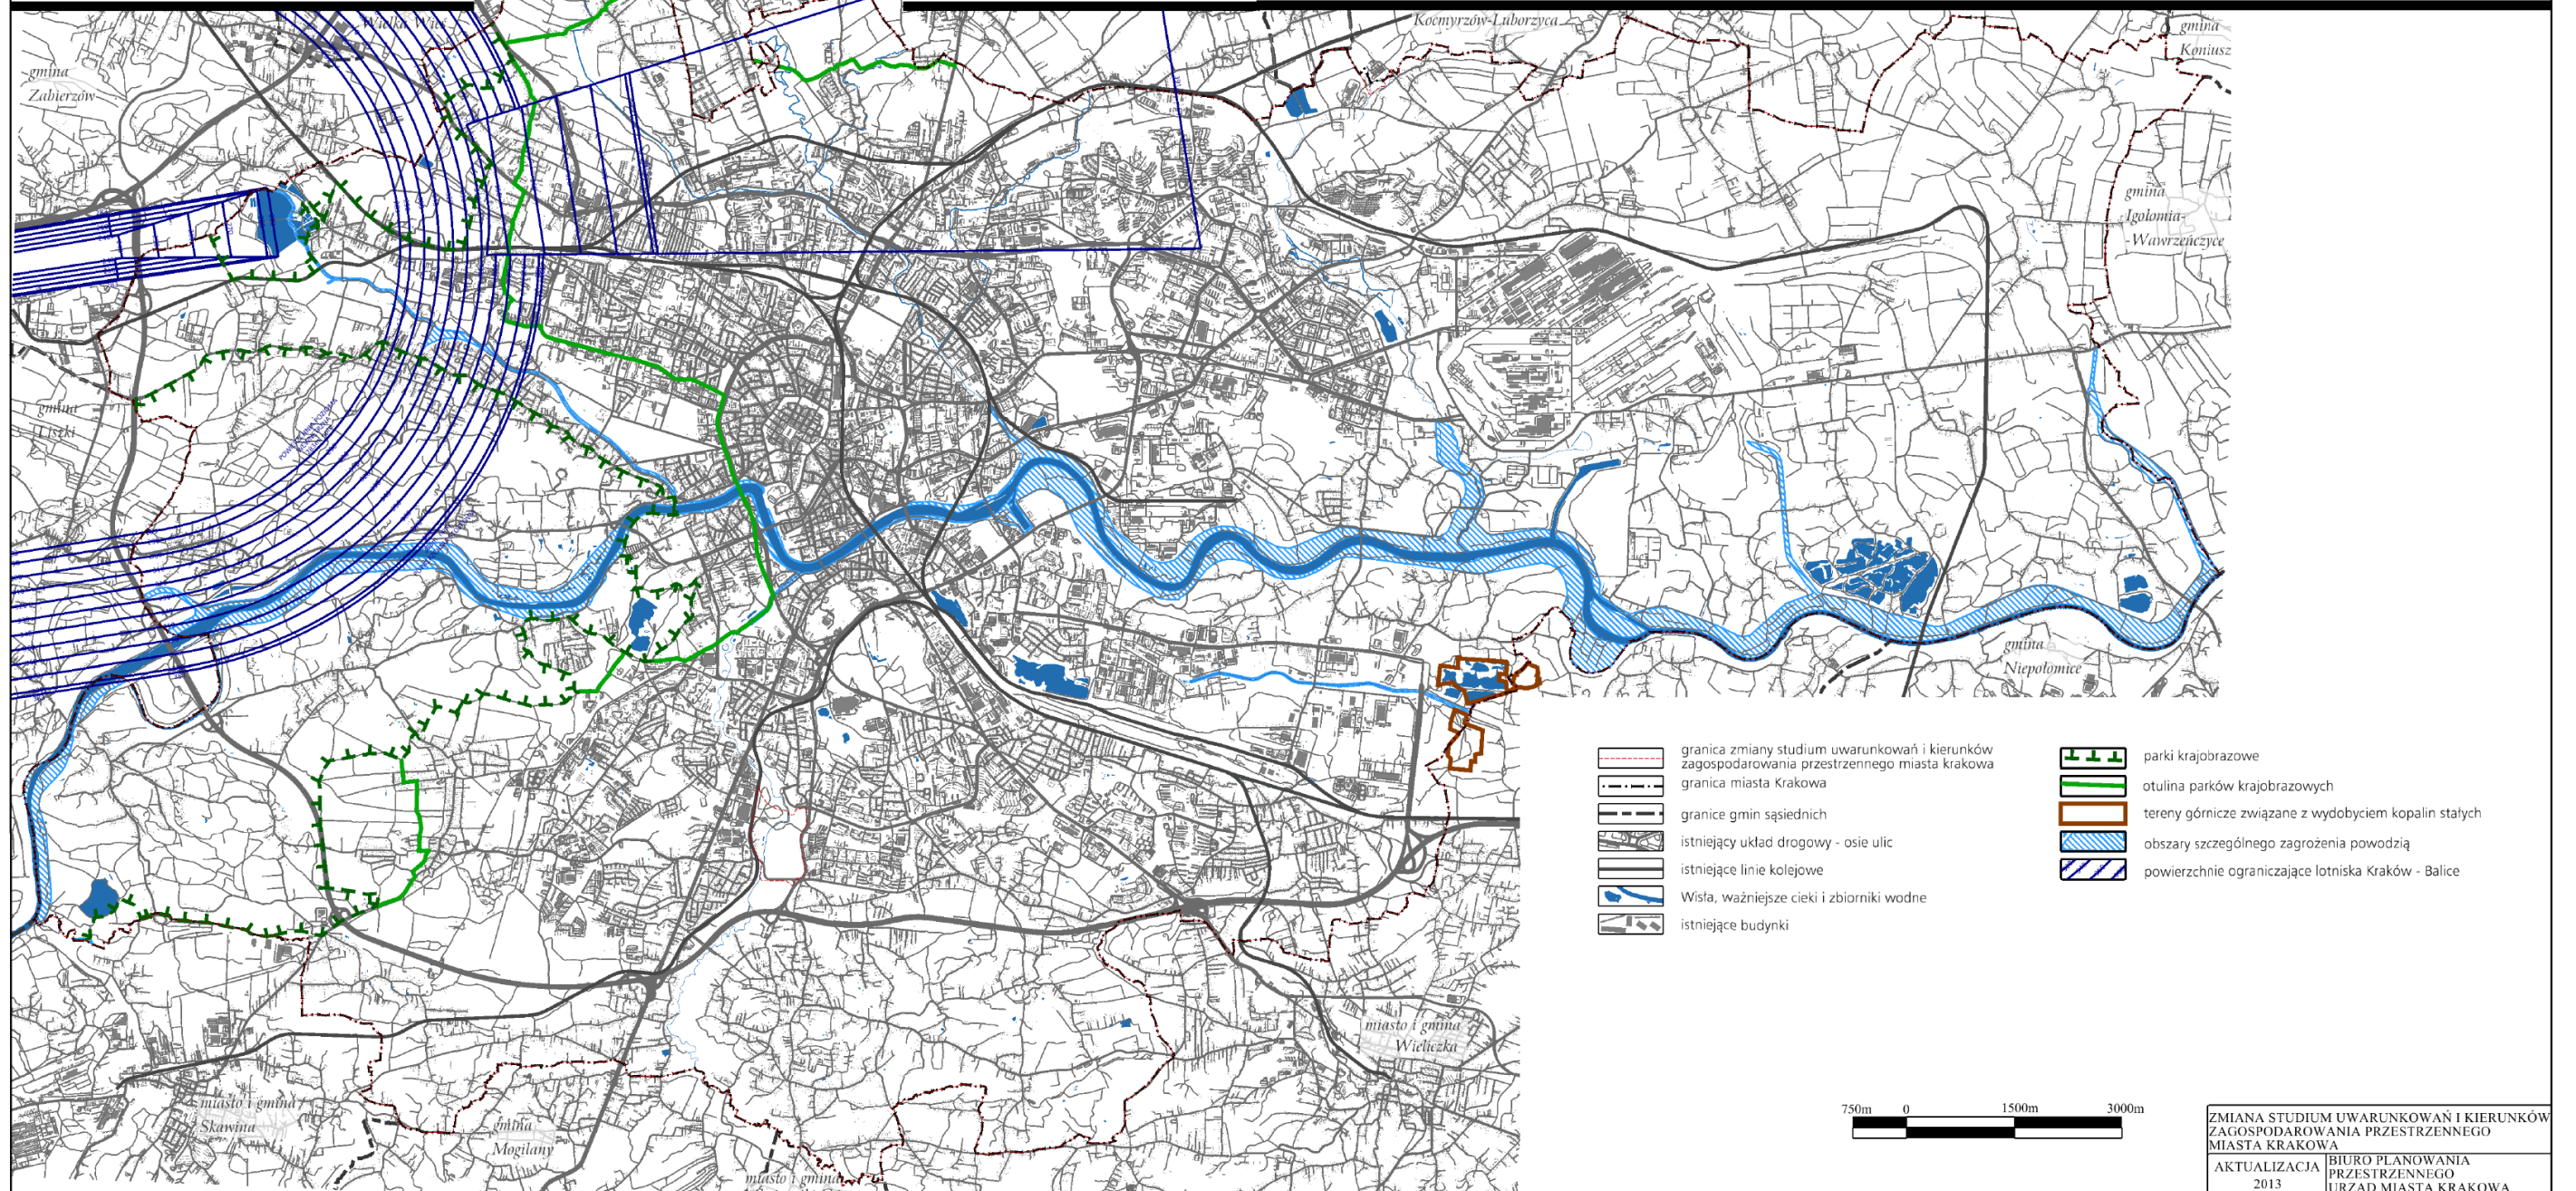 Wielka Wieś
Kocmyrzów-Luborzyca
gmina
Koniusz
gmina
Zabierzów
gmina
Igołomia-
-Wawrzeńczyce
gmina
Liszki
gmina
Niepołomice
granica zmiany studium uwarunkowań i kierunków
zagospodarowania przestrzennego miasta krakowa
granica miasta Krakowa
granice gmin sąsiednich
istniejący układ drogowy - osie ulic
istniejące linie kolejowe
Wisła, ważniejsze cieki i zbiorniki wodne
istniejące budynki
parki krajobrazowe
otulina parków krajobrazowych
tereny górnicze związane z wydobyciem kopalin stałych
obszary szczególnego zagrożenia powodzią
powierzchnie ograniczające lotniska Kraków - Balice
miasto i gmina
Wieliczka
miasto i gmina
Skawina
gmina
Mogilany
miasto i gmina
750m 0 1500m 3000m
ZMIANA STUDIUM UWARUNKOWAŃ I KIERUNKÓW
ZAGOSPODAROWANIA PRZESTRZENNEGO
MIASTA KRAKOWA
AKTUALIZACJA
2013
BIURO PLANOWANIA
PRZESTRZENNEGO
URZĄD MIASTA KRAKOWA